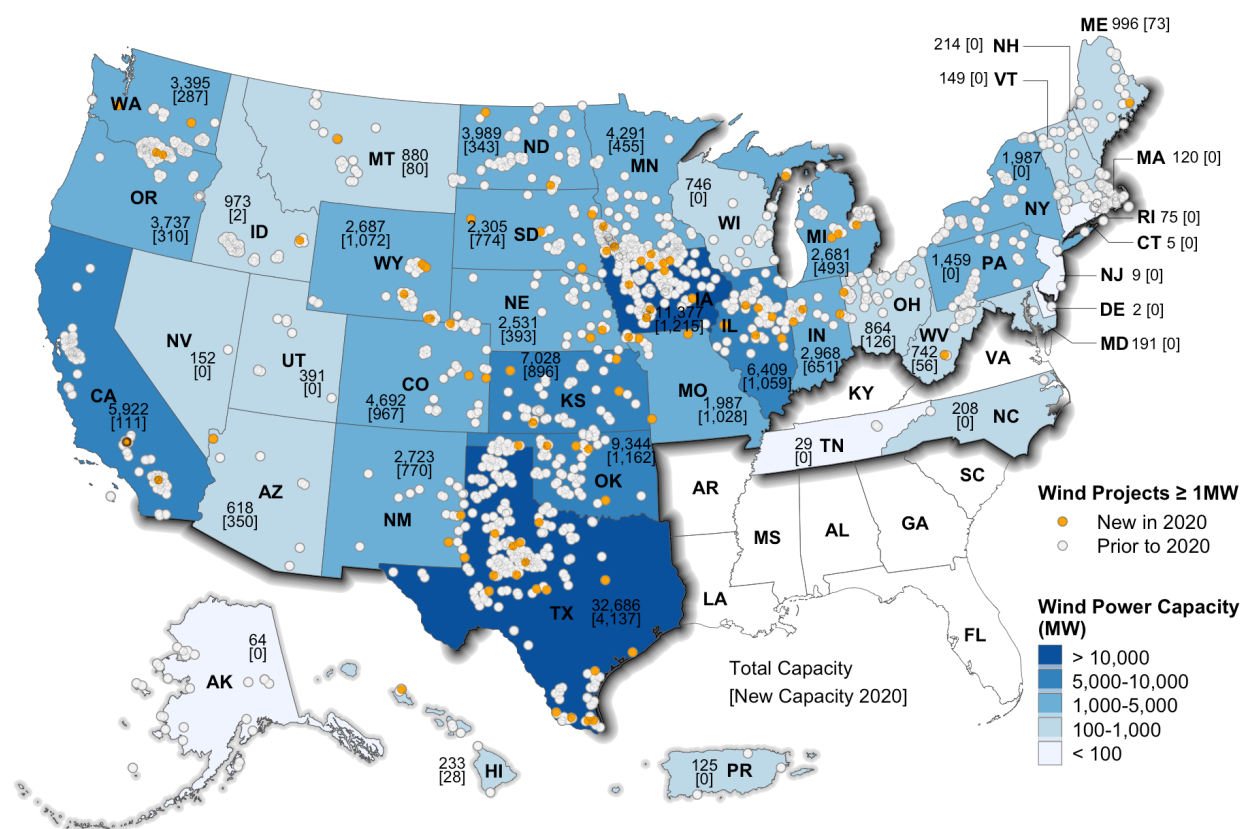 ME 996 [73]
214 [0] NH
149 [0] VT
3,395
[287]
WA
MT
880
[80]
3,989
[343]
ND
4,291
[455]
MN
1,987
[0]
NY
MA 120 [0]
RI 75 [0]
CT 5 [0]
NJ 9 [0]
DE 2 [0]
MD 191 [0]
OR
3,737
[310]
973
[2]
ID
2,687
[1,072]
WY
2,305
[774]
SD
746
[0]
WI
MI
2,681
[493]
1,459
[0]
PA
NE
2,531
[393]
IA
11,377
[1,215]
IL
6,409
[1,059]
IN
2,968
[651]
OH
864
[126]
WV
742
[56]
VA
NV
152
[0]
UT
391
[0]
CO
4,692
[967]
7,028
[896]
KS
MO
1,987
[1,028]
KY
CA
5,922
[111]
AZ
618
[350]
2,723
[770]
NM
9,344
[1,162]
OK
AR
29
[0]
TN
208
[0]
NC
SC
MS
AL
GA
LA
FL
TX
32,686
[4,137]
64
[0]
AK
233
[28]
HI
125
[0]
PR
Total Capacity
[New Capacity 2020]
Wind Projects ≥ 1MW
New in 2020
Prior to 2020
Wind Power Capacity
(MW)
> 10,000
5,000-10,000
1,000-5,000
100-1,000
< 100